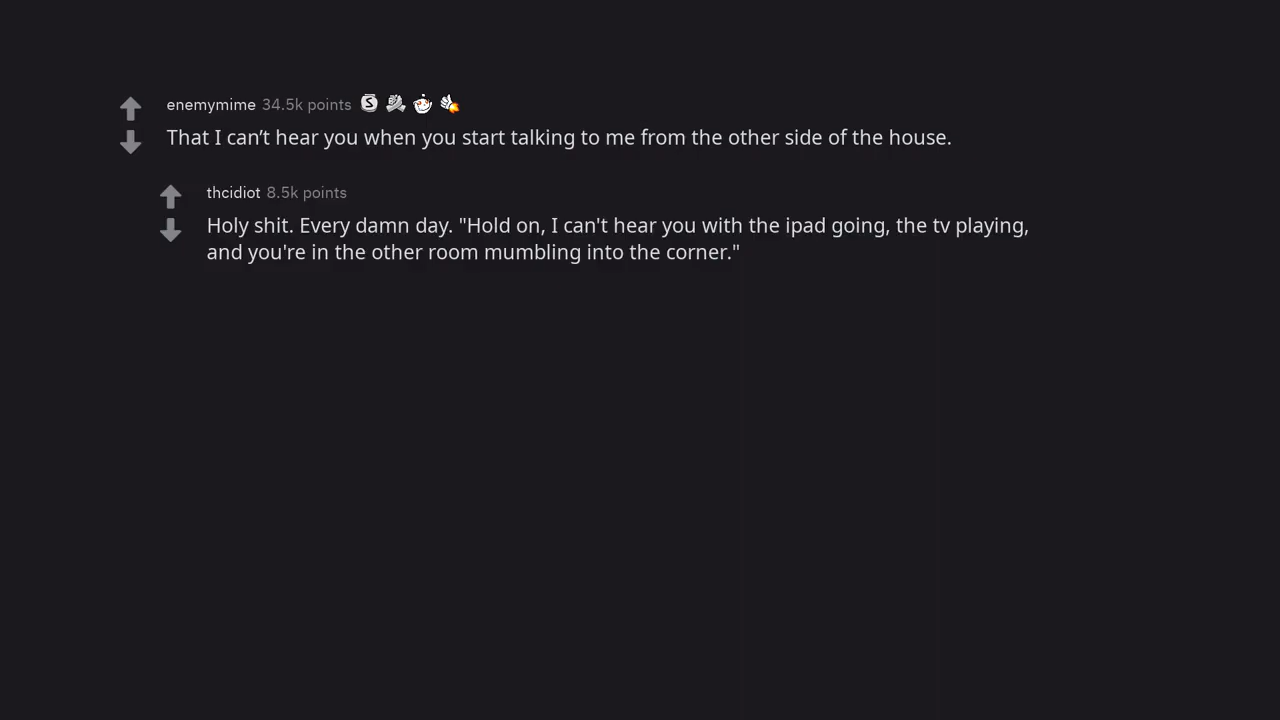 enemymime 34.5k points
That I can’t hear you when you start talking to me from the other side of the house.
thcidiot 8.5k points
Holy shit. Every damn day. "Hold on, I can't hear you with the ipad going, the tv playing,
and you're in the other room mumbling into the corner."